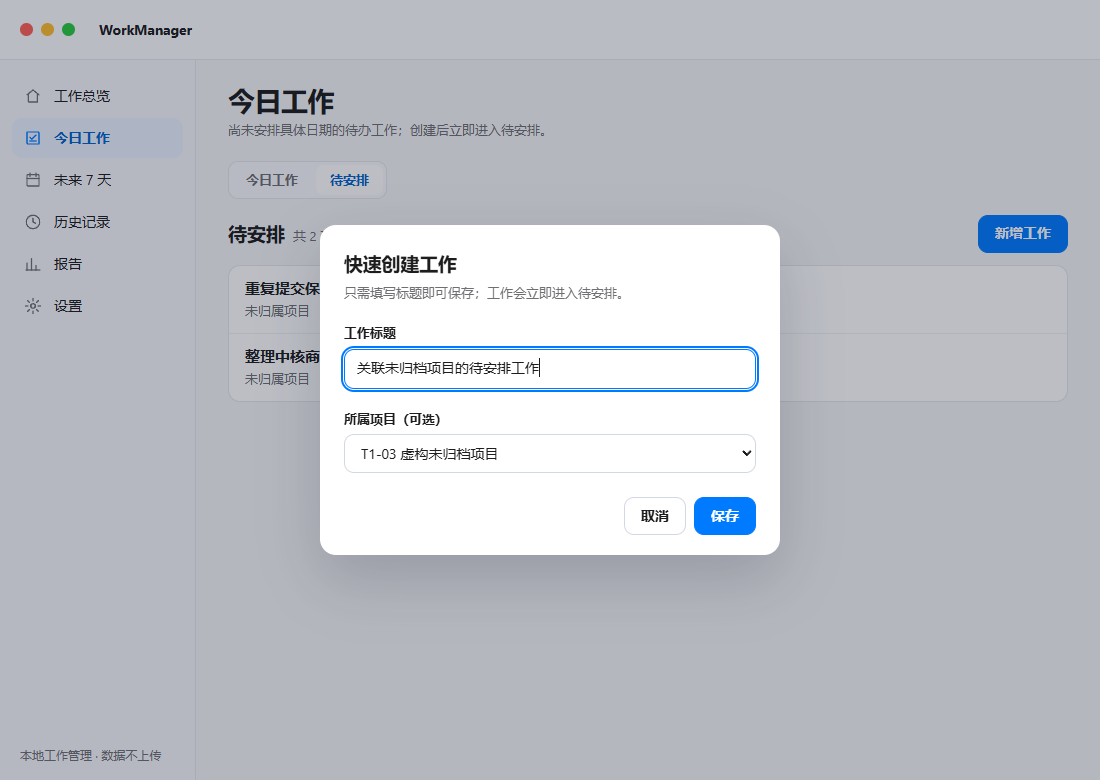 WorkManager
工作总览
今日工作
未来 7 天
历史记录
报告
设置
本地工作管理 · 数据不上传
今日工作
尚未安排具体日期的待办工作；创建后立即进入待安排。
今日工作 待安排
待安排 共 2
新增工作
重复提交保
未归属项目
整理中核商
未归属项目
快速创建工作
只需填写标题即可保存；工作会立即进入待安排。
工作标题
关联未归档项目的待安排工作
所属项目（可选）
T1-03 虚构未归档项目
取消 保存